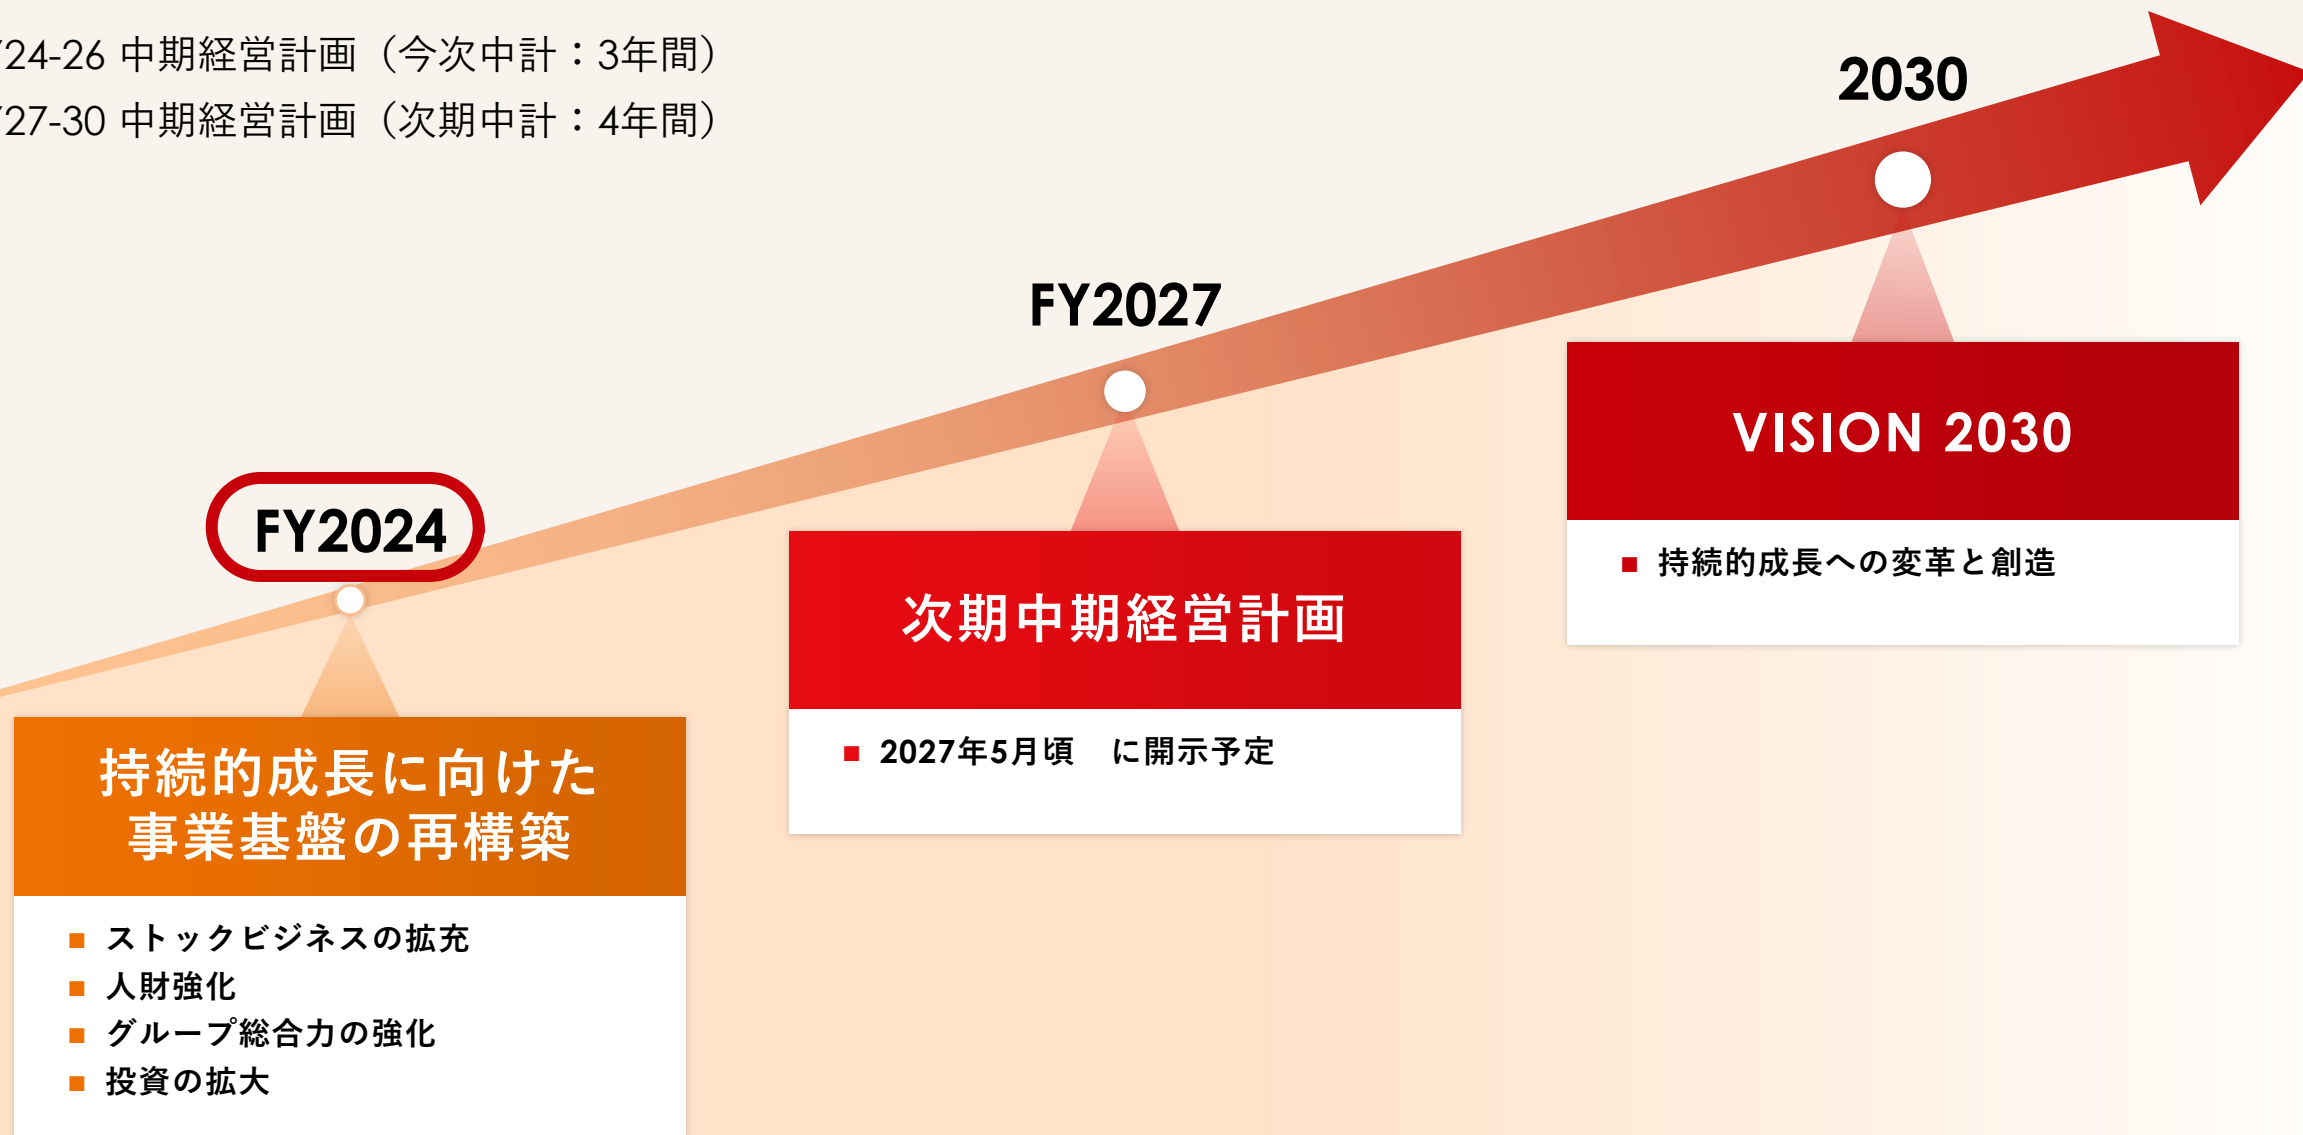 Y24-26 中期経営計画（今次中計：3年間）
Y27-30 中期経営計画（次期中計：4年間）
2030
FY2027
FY2024
VISION 2030
■ 持続的成長への変革と創造
次期中期経営計画
■ 2027年5月頃　に開示予定
持続的成長に向けた
事業基盤の再構築
■ ストックビジネスの拡充
■ 人財強化
■ グループ総合力の強化
■ 投資の拡大